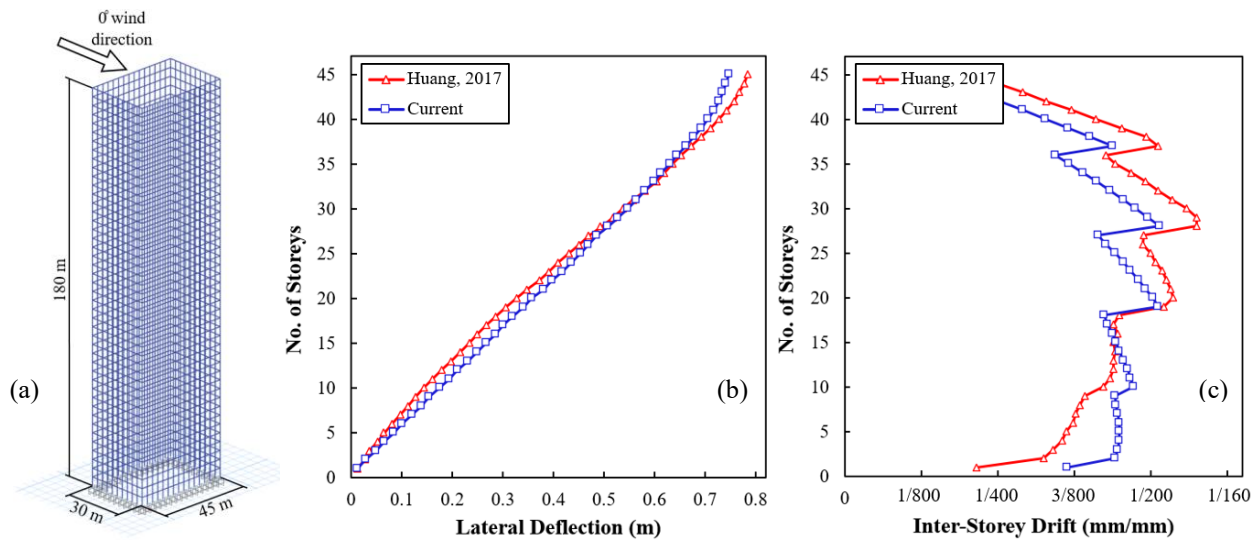 0° wind
direction
180 m
30 m
45 m
(a)
Huang, 2017
Current
No. of Storeys
45
40
35
30
25
20
15
10
5
0
0
0.1
0.2
0.3
0.4
0.5
0.6
0.7
0.8
Lateral Deflection (m)
(b)
Huang, 2017
Current
No. of Storeys
45
40
35
30
25
20
15
10
5
0
0
1/800
1/400
3/800
1/200
1/160
Inter-Storey Drift (mm/mm)
(c)